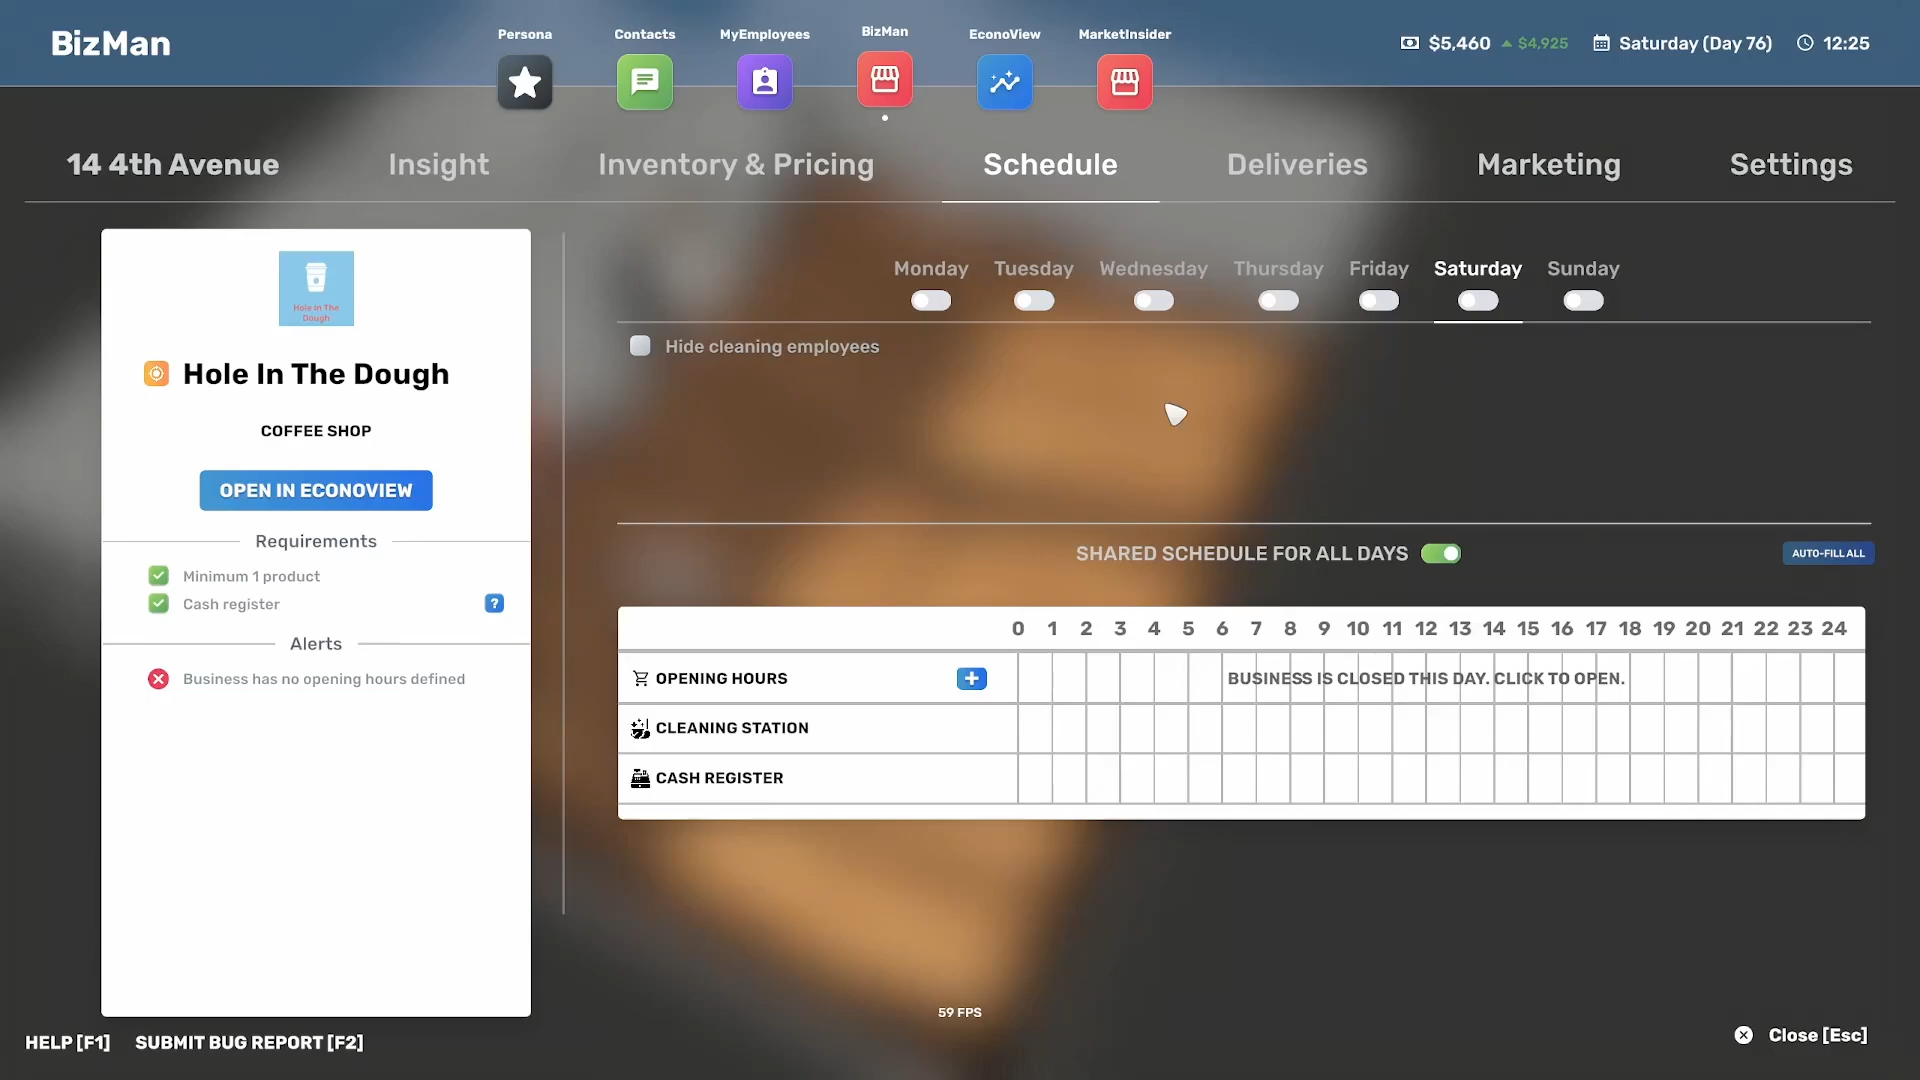 BizMan
Persona
Contacts
MyEmployees
BizMan
EconoView
MarketInsider
$5,460
$4,925
Saturday (Day 76)
12:25
14 4th Avenue
Insight
Inventory & Pricing
Schedule
Deliveries
Marketing
Settings
Hole In The
Dough
Hole In The Dough
COFFEE SHOP
OPEN IN ECONOVIEW
Requirements
Minimum 1 product
Cash register
?
Alerts
Business has no opening hours defined
Monday
Tuesday
Wednesday
Thursday
Friday
Saturday
Sunday
Hide cleaning employees
SHARED SCHEDULE FOR ALL DAYS
AUTO-FILL ALL
0 1 2 3 4 5 6 7 8 9 10 11 12 13 14 15 16 17 18 19 20 21 22 23 24
OPENING HOURS
BUSINESS IS CLOSED THIS DAY. CLICK TO OPEN.
CLEANING STATION
CASH REGISTER
59 FPS
HELP [F1]
SUBMIT BUG REPORT [F2]
Close [Esc]